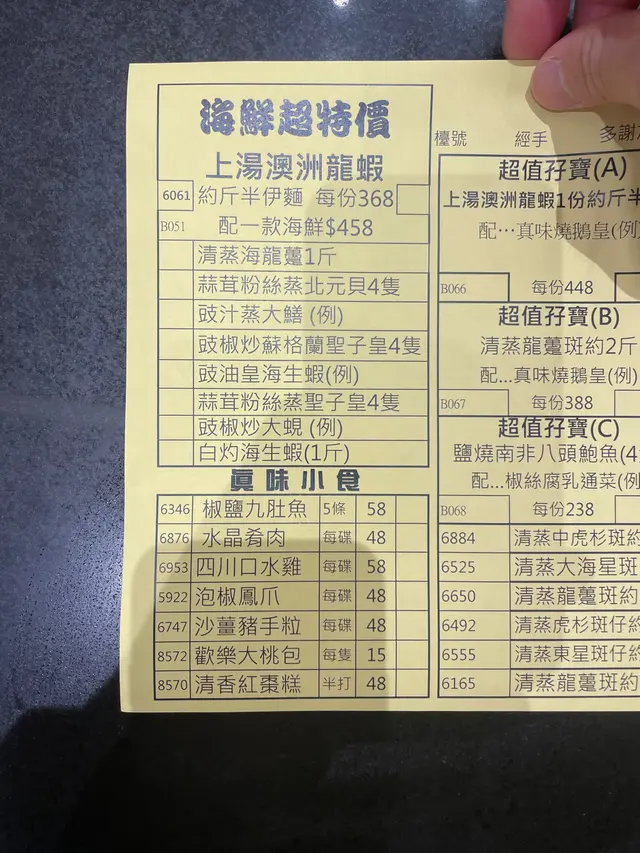 海鮮超特價
上湯澳洲龍蝦
6061 約斤半伊麵 每份368
B051 配一款海鮮$458
清蒸海龍躉1斤
蒜茸粉絲蒸北元貝4隻
豉汁蒸大鱔 (例)
豉椒炒蘇格蘭聖子皇4隻
豉油皇海生蝦(例)
蒜茸粉絲蒸聖子皇4隻
豉椒炒大蜆 (例)
白灼海生蝦(1斤)
真味小食
6346 椒鹽九肚魚 5條 58
6876 水晶肴肉 每碟 48
6953 四川口水雞 每碟 58
5922 泡椒鳳爪 每碟 48
6747 沙薑豬手粒 每碟 48
8572 歡樂大桃包 每隻 15
8570 清香紅棗糕 半打 48
檯號 經手 多謝
超值孖寶(A)
上湯澳洲龍蝦1份約斤半
配⋯真味燒鵝皇(例)
B066 每份448
超值孖寶(B)
清蒸龍躉斑約2斤
配...真味燒鵝皇(例)
B067 每份388
超值孖寶(C)
鹽燒南非八頭鮑魚(4
配...椒絲腐乳通菜(例
B068 每份238
6884 清蒸中虎杉斑約
6525 清蒸大海星斑
6650 清蒸龍躉斑約
6492 清蒸虎杉斑仔約
6555 清蒸東星斑仔約
6165 清蒸龍躉斑約